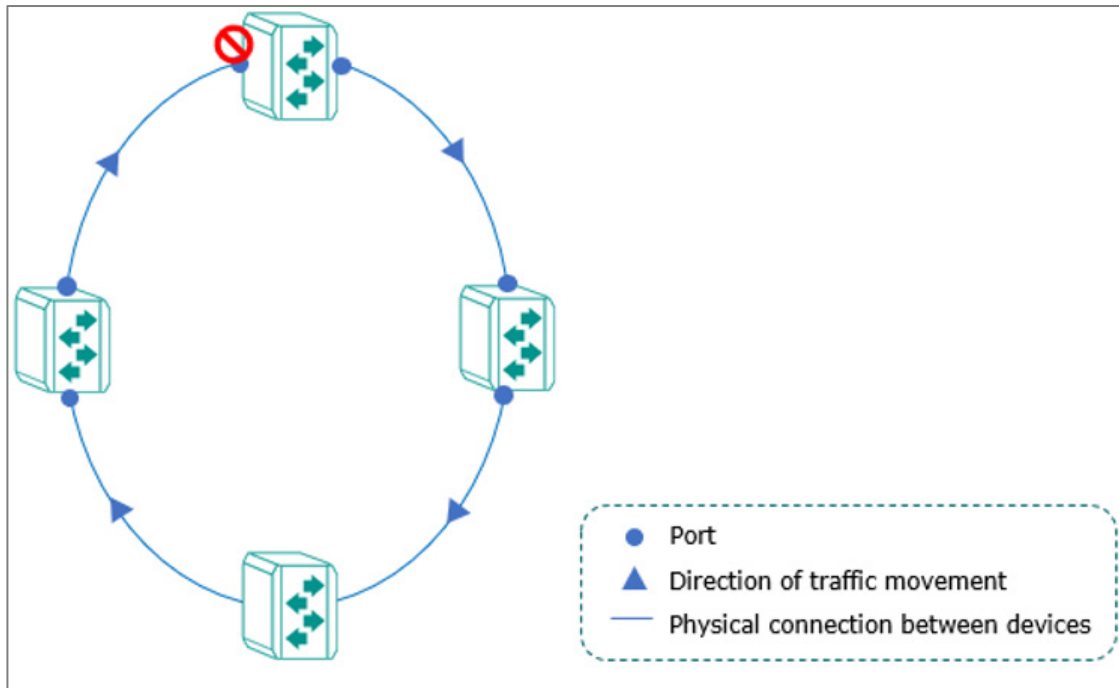 Port
Direction of traffic movement
Physical connection between devices